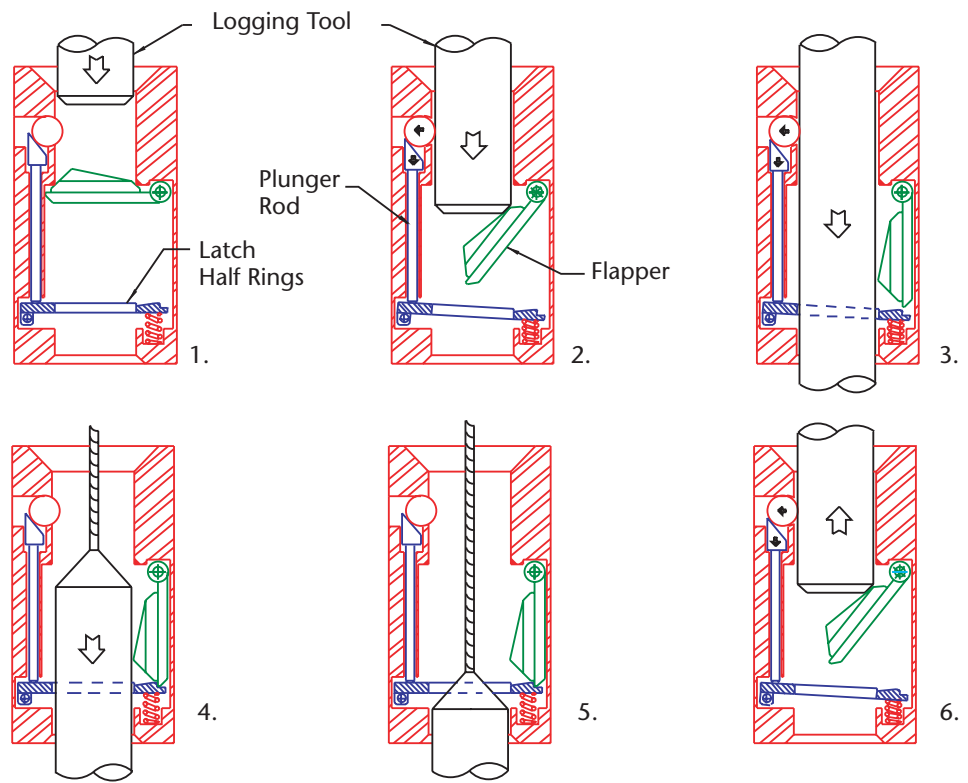 Logging Tool
Plunger
Rod
Latch
Half Rings
Flapper
1.
2.
3.
4.
5.
6.